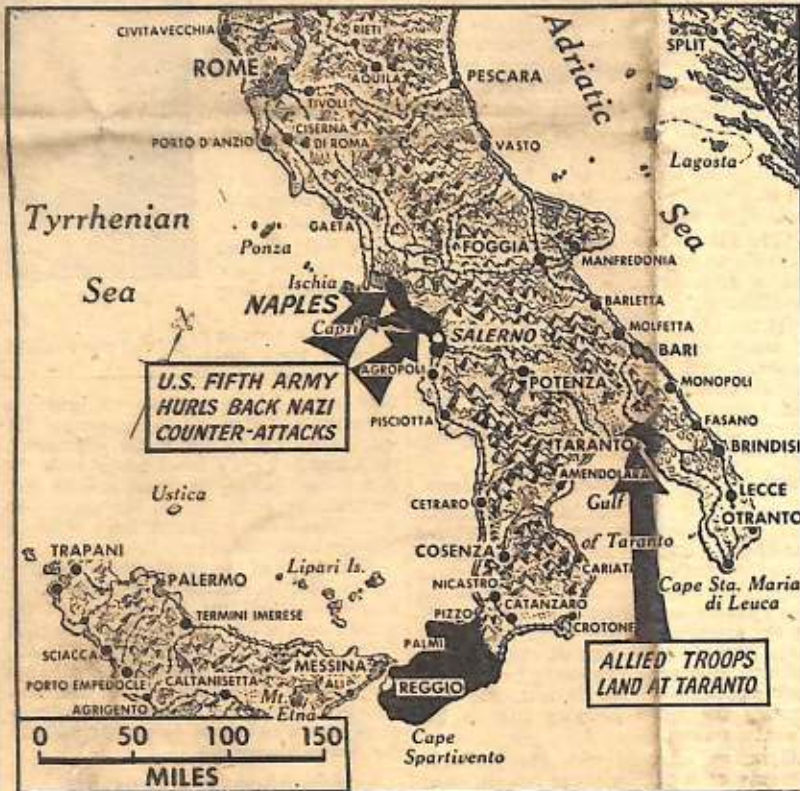 CIVITAVECCHIA
RIETI
Adriatic
SPLIT
ROME
AQUILA
PESCARA
TIVOLI
CISERNA
DI ROMA
PORTO D'ANZIO
VASTO
Lagosta
Tyrrhenian
Sea
GAETA
Ponza
FOGGIA
Sea
MANFREDONIA
Ischia
NAPLES
Capri
BARLETTA
MOLFETTA
SALERNO
BARI
AGROPOLI
POTENZA
MONOPOLI
U.S. FIFTH ARMY
HURLS BACK NAZI
COUNTER-ATTACKS
PISCIOTTA
FASANO
TARANTO
BRINDISI
AMENDOLARA
Ustica
CETRARO
Gulf
of Taranto
LECCE
OTRANTO
TRAPANI
PALERMO
Lipari Is.
COSENZA
CARIATI
Cape Sta. Maria
di Leuca
NICASTRO
TERMINI IMERESE
PIZZO
CATANZARO
CROTONE
PALMI
SCIACCA
MESSINA
ALLIED TROOPS
LAND AT TARANTO
PORTO EMPEDOCLE
CALTANISETTA
ALI
REGGIO
AGRIGENTO
Mt.
Etna
Cape
Spartivento
0 50 100 150
MILES